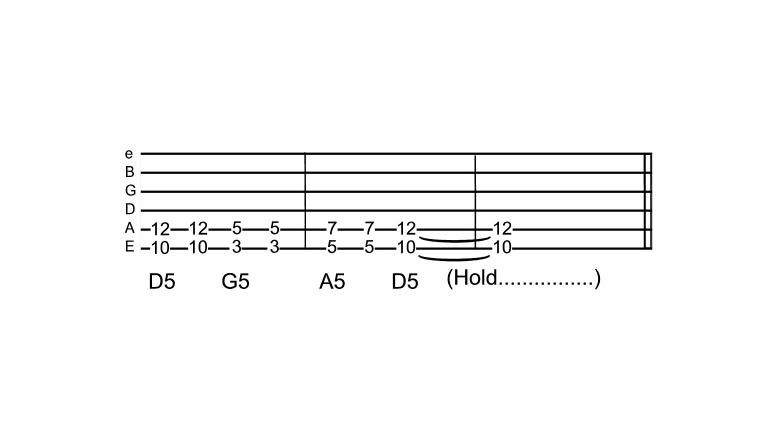 e
B
G
D
A 12 12 5 5 7 7 12 12
E 10 10 3 3 5 5 10 10
D5 G5 A5 D5 (Hold................)